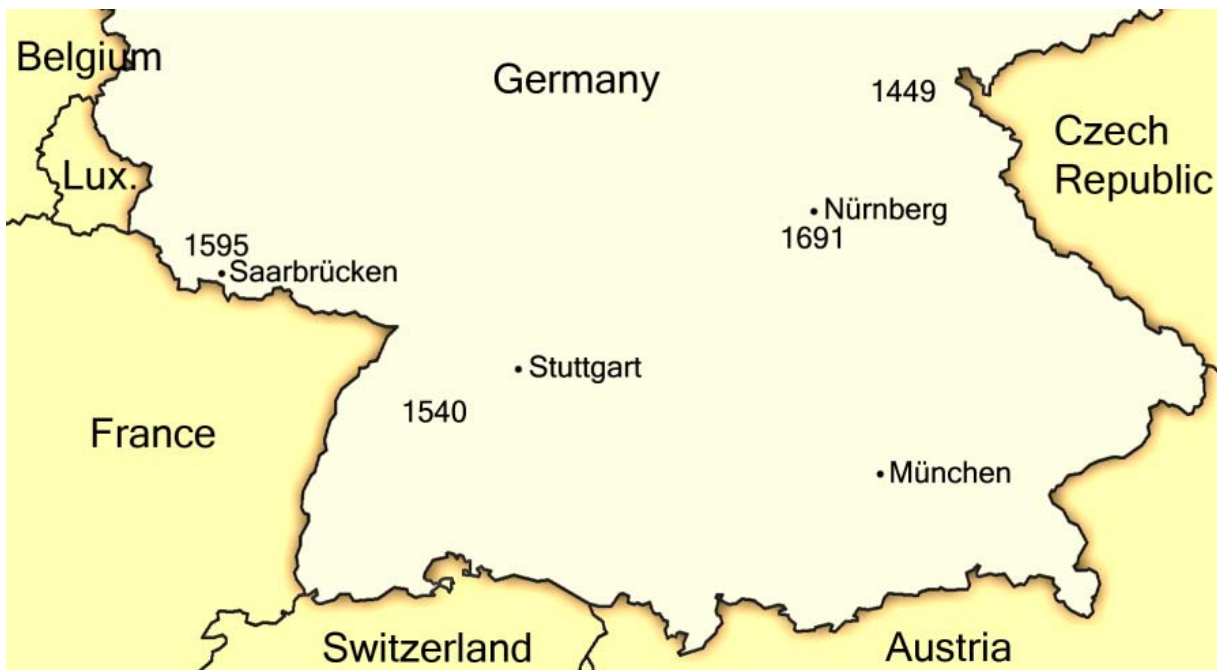 Belgium
Germany
1449
Czech
Republic
Lux.
Nürnberg
1691
1595
Saarbrücken
Stuttgart
1540
France
München
Switzerland
Austria